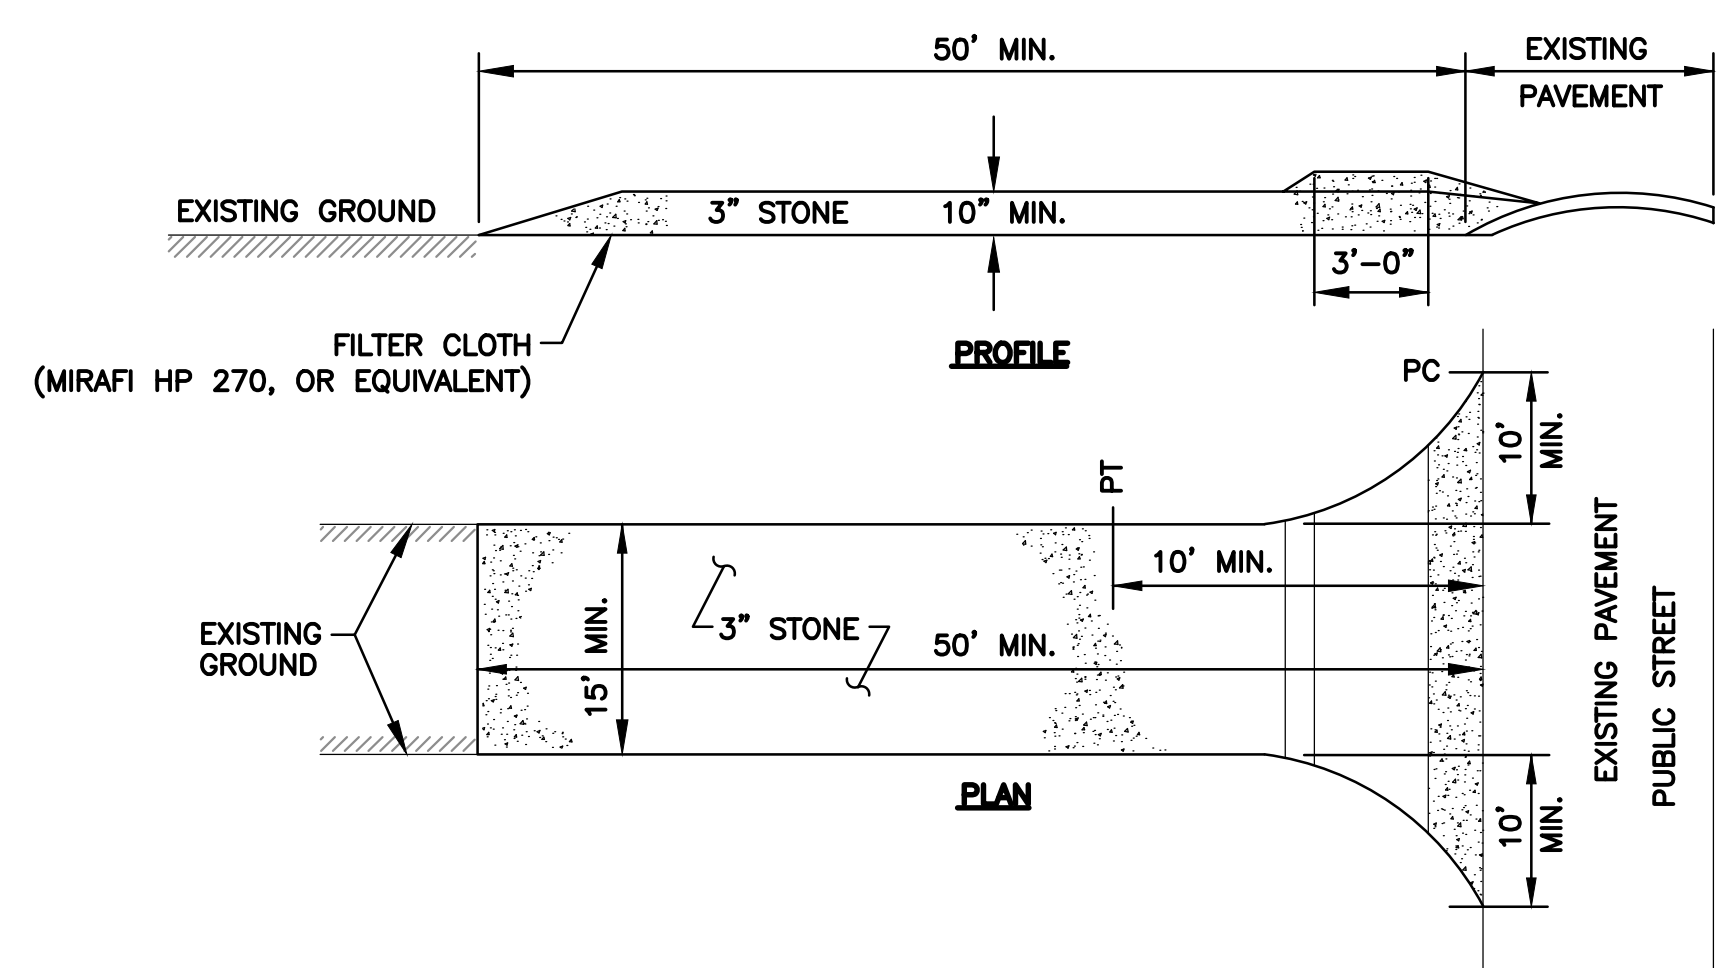 50' MIN.
EXISTING
PAVEMENT
EXISTING GROUND
3" STONE
10" MIN.
3'-0"
FILTER CLOTH
(MIRAFI HP 270, OR EQUIVALENT)
PROFILE
PC
10'
MIN.
PT
10' MIN.
EXISTING
GROUND
15' MIN.
3" STONE
50' MIN.
EXISTING PAVEMENT
PUBLIC STREET
PLAN
10'
MIN.